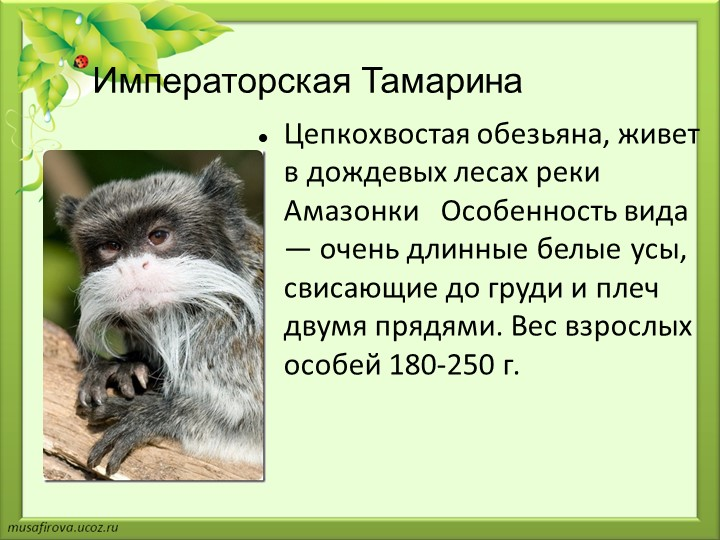 Императорская Тамарина
● Цепкохвостая обезьяна, живет
в дождевых лесах реки
Амазонки Особенность вида
— очень длинные белые усы,
свисающие до груди и плеч
двумя прядями. Вес взрослых
особей 180-250 г.
musafirova.ucoz.ru